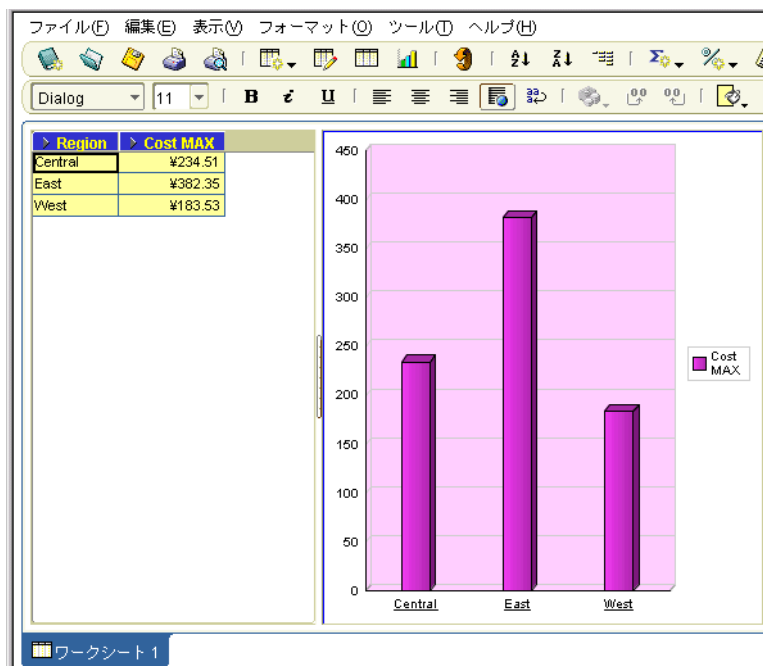 ファイル(F) 編集(E) 表示(V) フォーマット(O) ツール(T) ヘルプ(H)
Dialog 11 B i U
Region Cost MAX
Central ¥234.51
East ¥382.35
West ¥183.53
450
400
350
300
250
200
150
100
50
0
Central East West
Cost
MAX
ワークシート 1